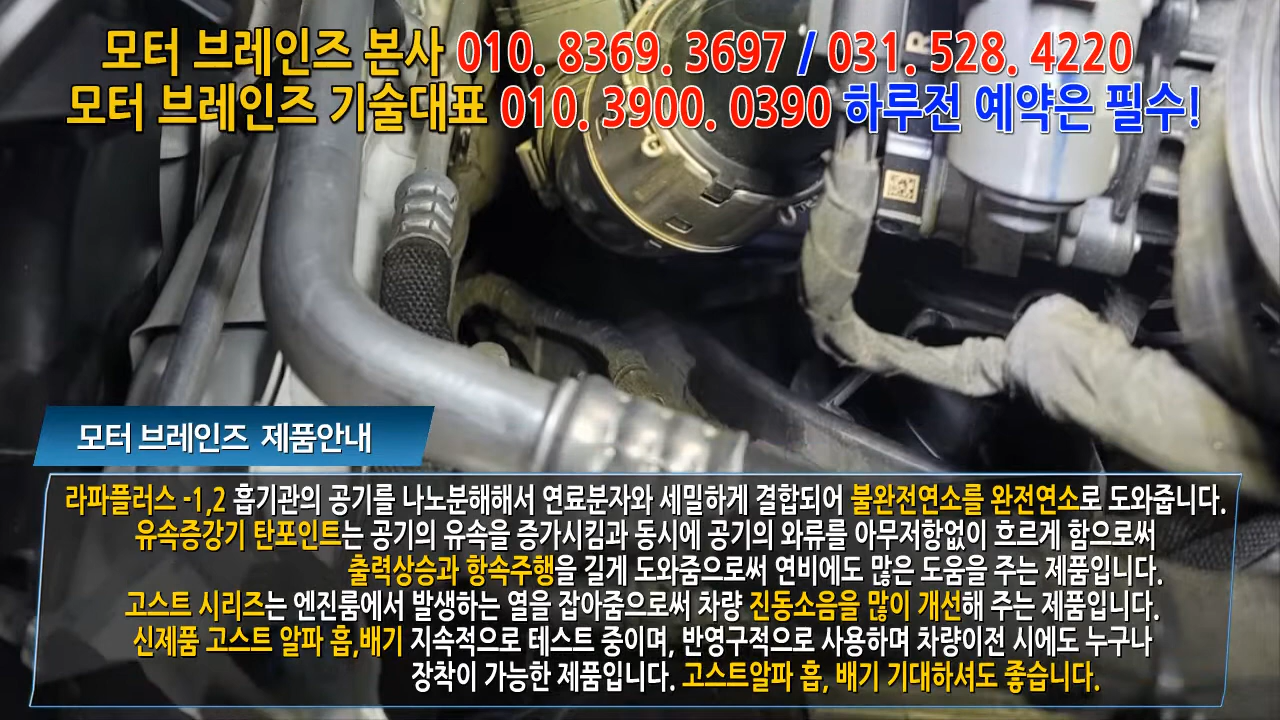 모터 브레인즈 본사 010. 8369. 3697 / 031. 528. 4220
모터 브레인즈 기술대표 010. 3900. 0390 하루전 예약은 필수!
R
모터 브레인즈 제품안내
라파플러스 -1,2 흡기관의 공기를 나노분해해서 연료분자와 세밀하게 결합되어 불완전연소를 완전연소로 도와줍니다.
유속증강기 탄포인트는 공기의 유속을 증가시킴과 동시에 공기의 와류를 아무저항없이 흐르게 함으로써
출력상승과 항속주행을 길게 도와줌으로써 연비에도 많은 도움을 주는 제품입니다.
고스트 시리즈는 엔진룸에서 발생하는 열을 잡아줌으로써 차량 진동소음을 많이 개선해 주는 제품입니다.
신제품 고스트 알파 흡,배기 지속적으로 테스트 중이며, 반영구적으로 사용하며 차량이전 시에도 누구나
장착이 가능한 제품입니다. 고스트알파 흡, 배기 기대하셔도 좋습니다.